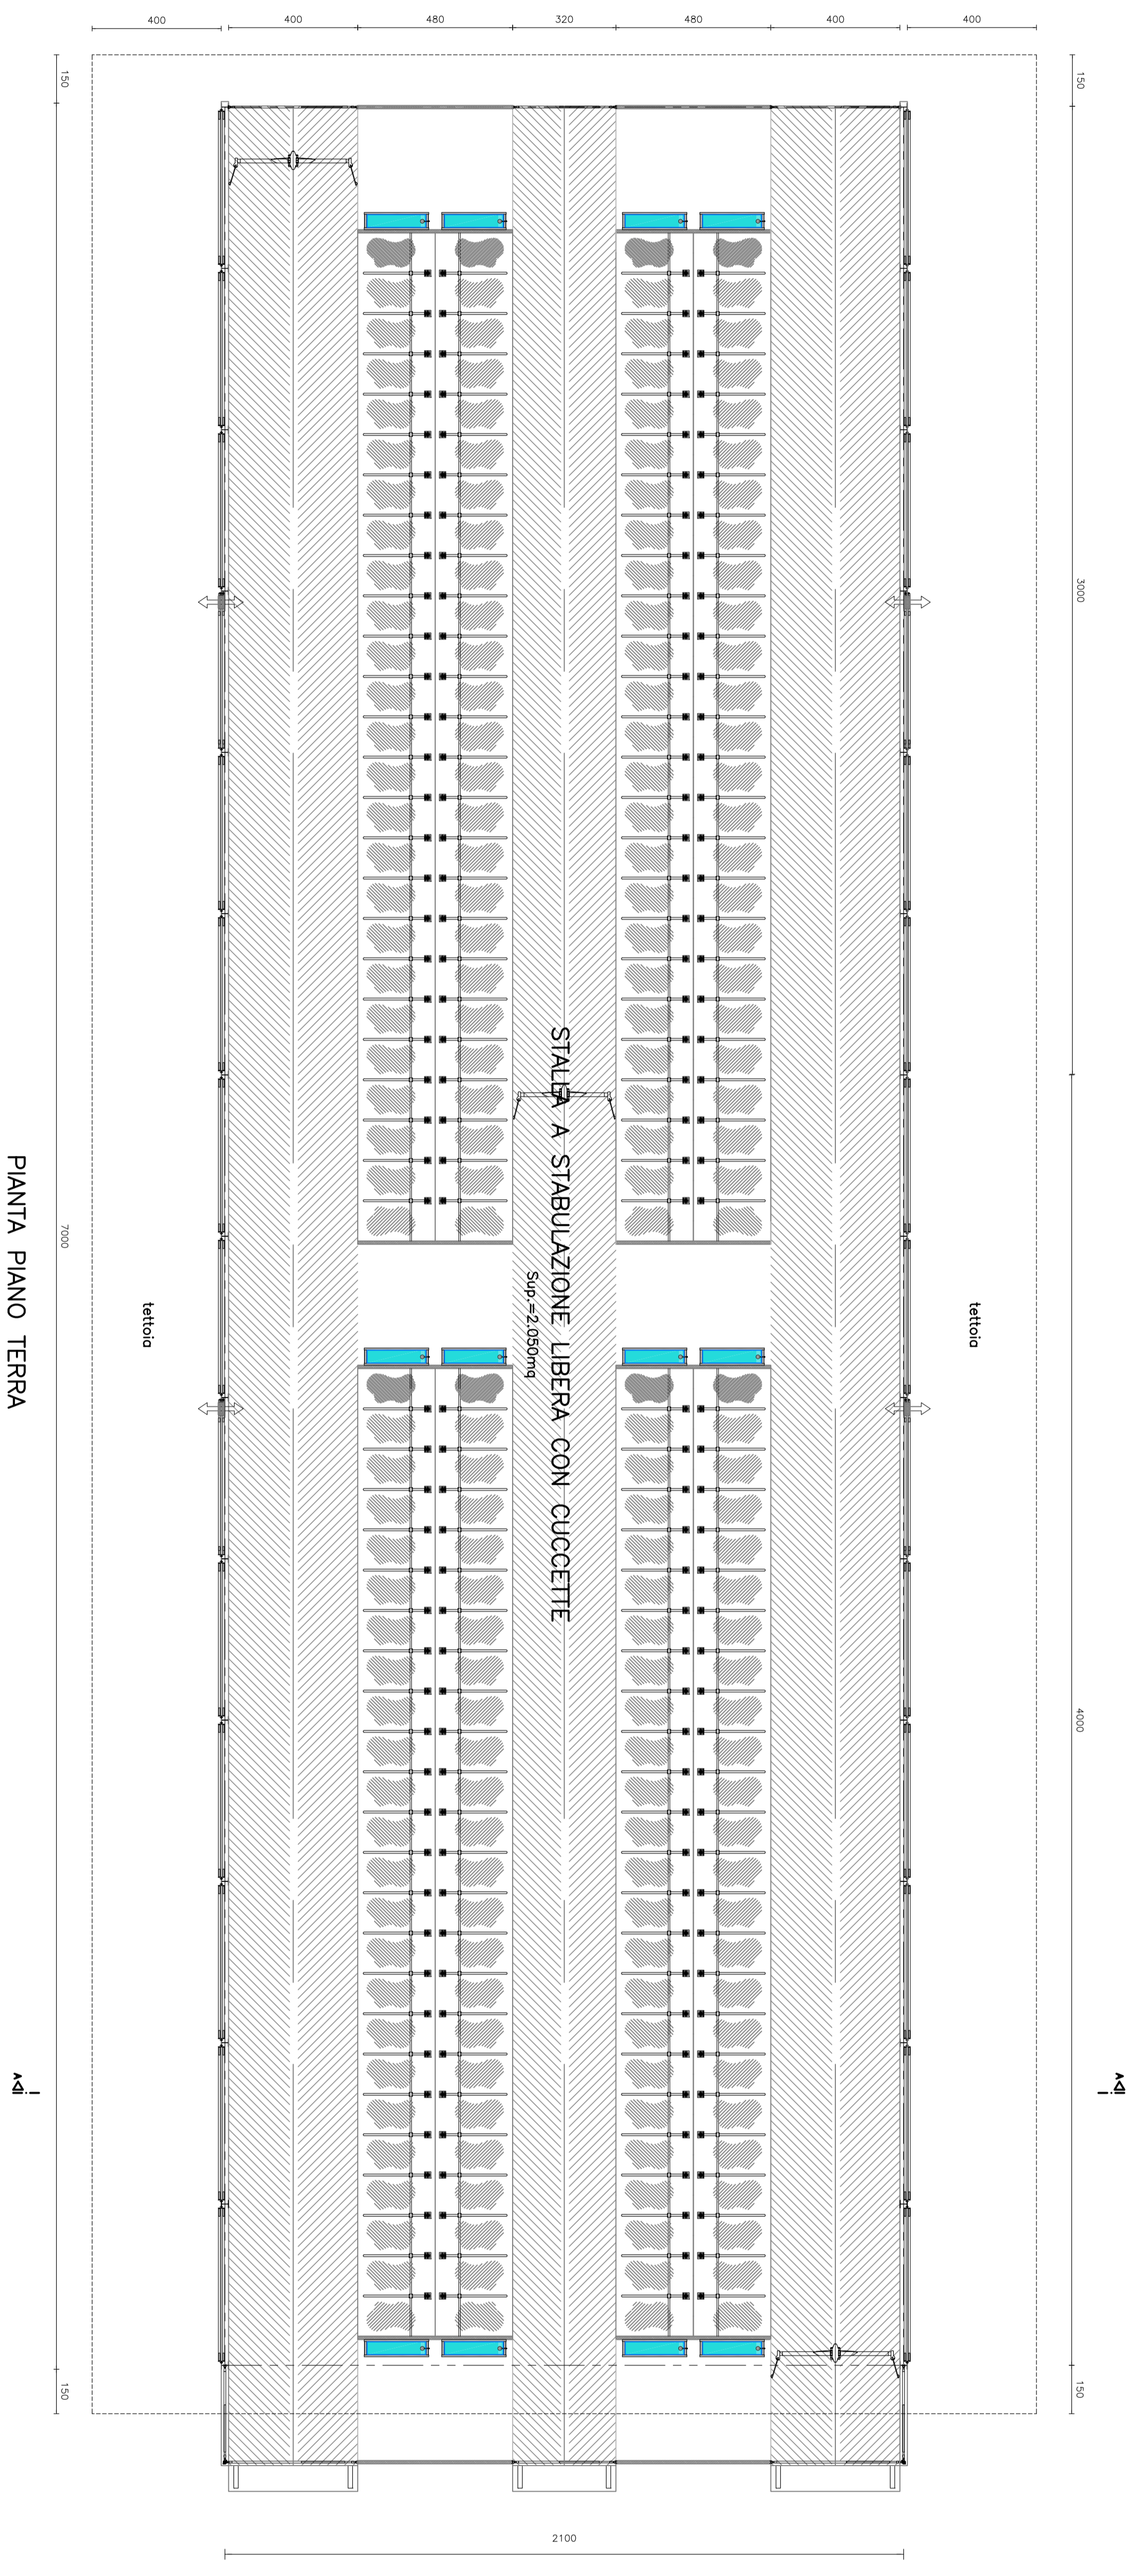 400
400
480
320
480
400
400
150
150
3000
STALLA A STABULAZIONE LIBERA CON CUCCETTE
Sup.=2.050mq
PIANTA PIANO TERRA
7000
tettoia
tettoia
4000
A
A
150
150
2100